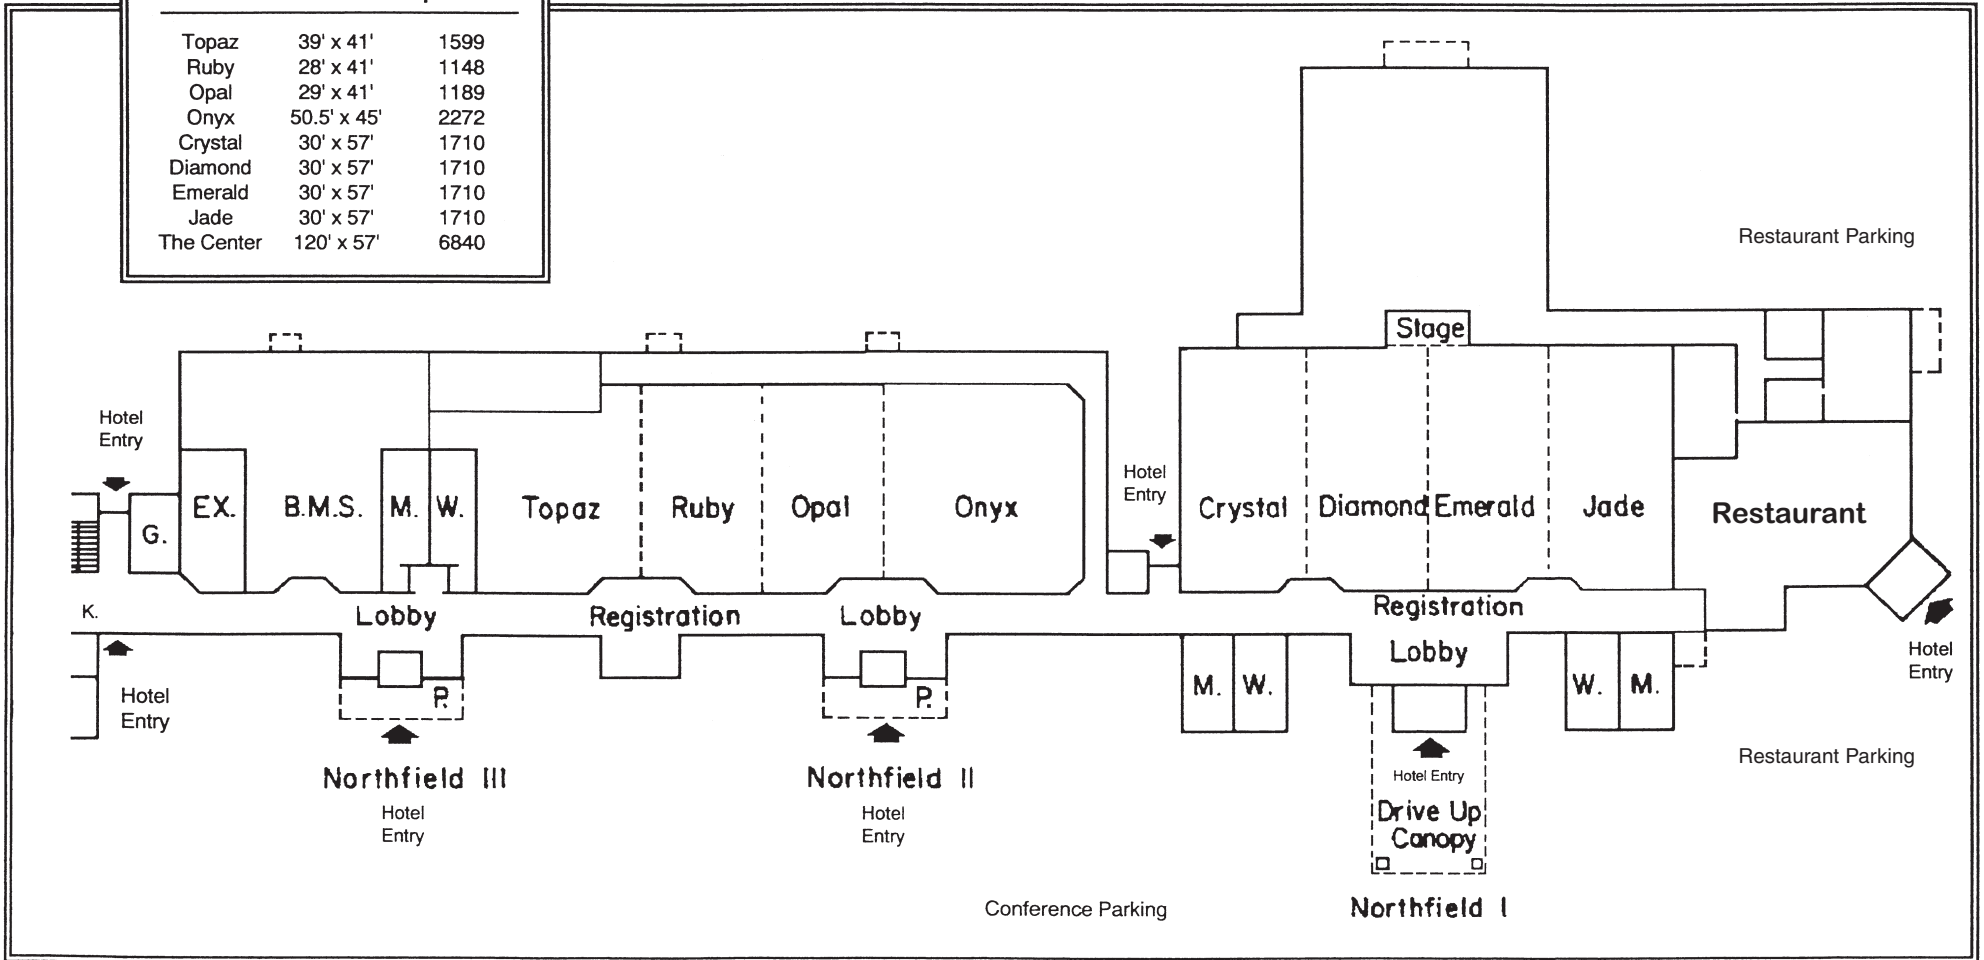 Topaz 39' x 41' 1599
Ruby 28' x 41' 1148
Opal 29' x 41' 1189
Onyx 50.5' x 45' 2272
Crystal 30' x 57' 1710
Diamond 30' x 57' 1710
Emerald 30' x 57' 1710
Jade 30' x 57' 1710
The Center 120' x 57' 6840
Restaurant Parking
Stage
Hotel
Entry
Hotel
Entry
G.
EX.
B.M.S.
M.
W.
Topaz
Ruby
Opal
Onyx
Crystal
Diamond
Emerald
Jade
Restaurant
K.
Lobby
Registration
Lobby
Registration
Lobby
Hotel
Entry
Hotel
Entry
P.
P.
M.
W.
W.
M.
Restaurant Parking
Northfield III
Hotel
Entry
Northfield II
Hotel
Entry
Hotel Entry
Drive Up
Canopy
Northfield I
Conference Parking